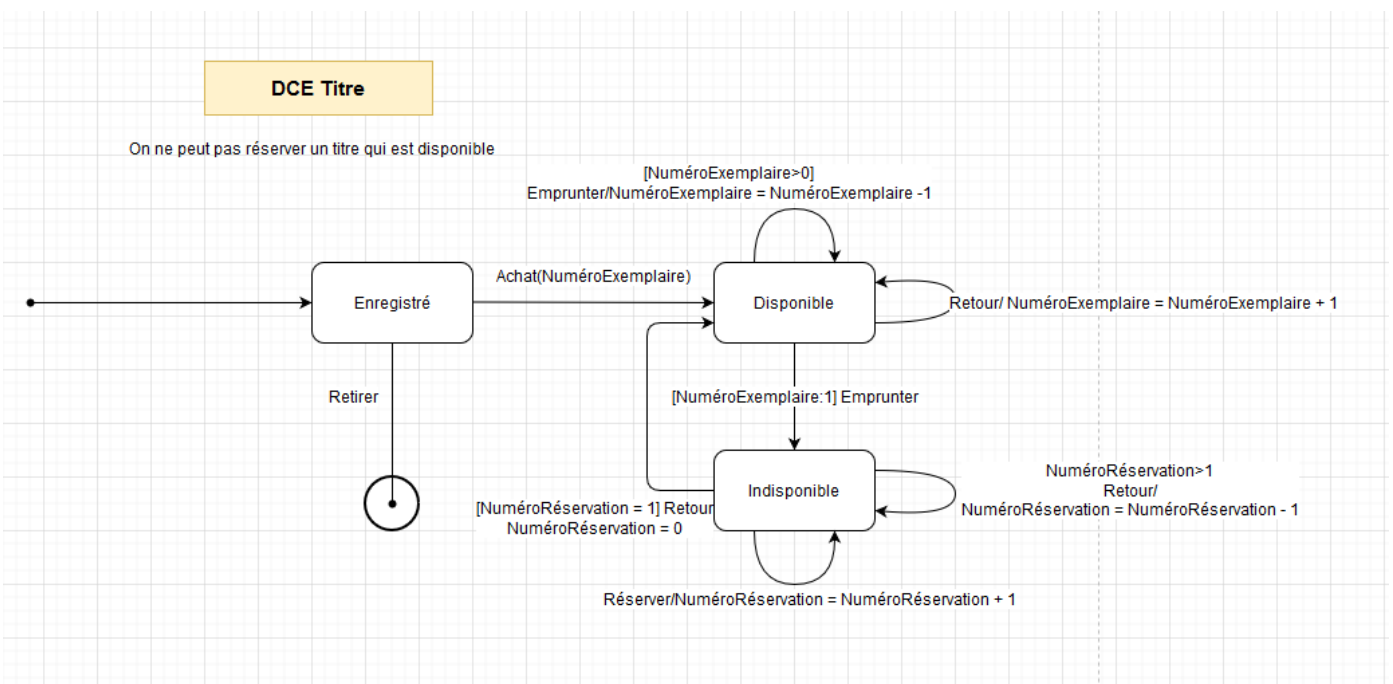 DCE Titre
On ne peut pas réserver un titre qui est disponible
[NuméroExemplaire>0]
Emprunter/NuméroExemplaire = NuméroExemplaire -1
Achat(NuméroExemplaire)
Enregistré
Disponible
Retour/ NuméroExemplaire = NuméroExemplaire + 1
Retirer
[NuméroExemplaire:1] Emprunter
Indisponible
NuméroRéservation>1
Retour/
NuméroRéservation = NuméroRéservation - 1
[NuméroRéservation = 1] Retour
NuméroRéservation = 0
Réserver/NuméroRéservation = NuméroRéservation + 1